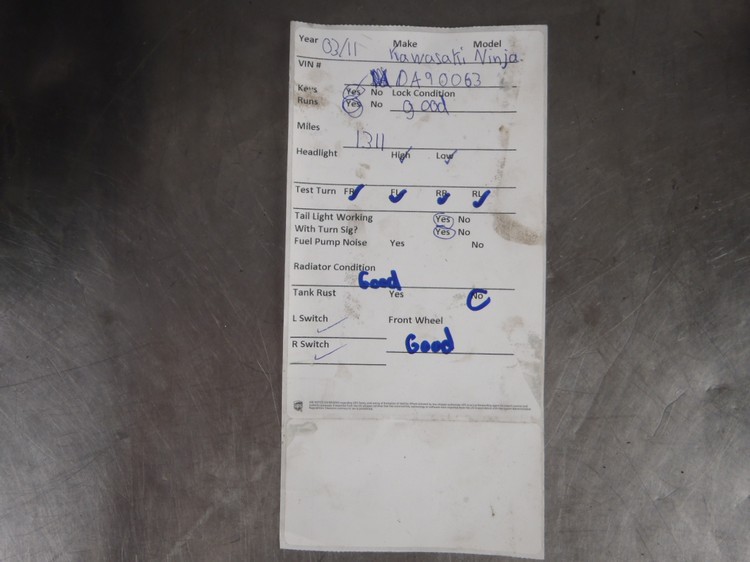 Year 03/11 Make Model
Kawasaki Ninja
VIN # DA90063
Keys Yes No Lock Condition
Runs Yes No good
Miles 1311
Headlight High Low
Test Turn FR FL RR RL
Tail Light Working Yes No
With Turn Sig? Yes No
Fuel Pump Noise Yes No
Radiator Condition
Good
Tank Rust Yes No
L Switch Front Wheel
R Switch Good